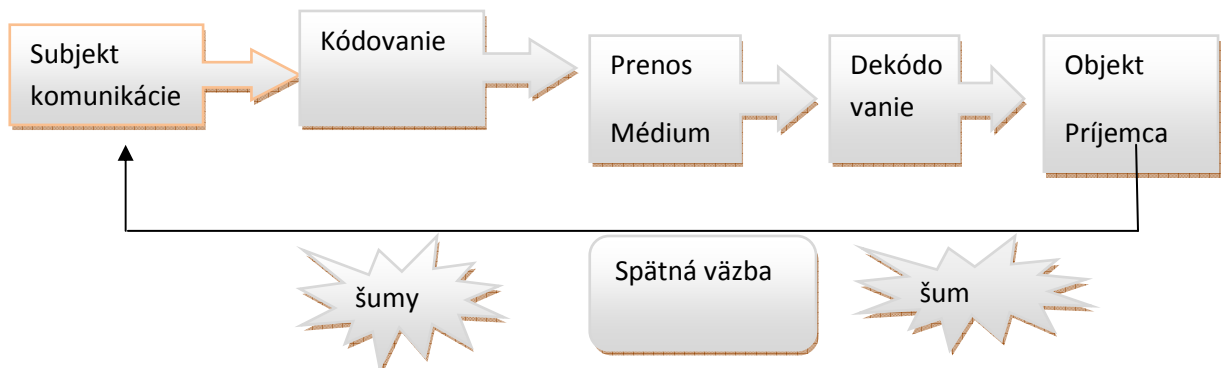 Subjekt
komunikácie
Kódovanie
Prenos
Médium
Dekódo
vanie
Objekt
Príjemca
šumy
Spätná väzba
šum